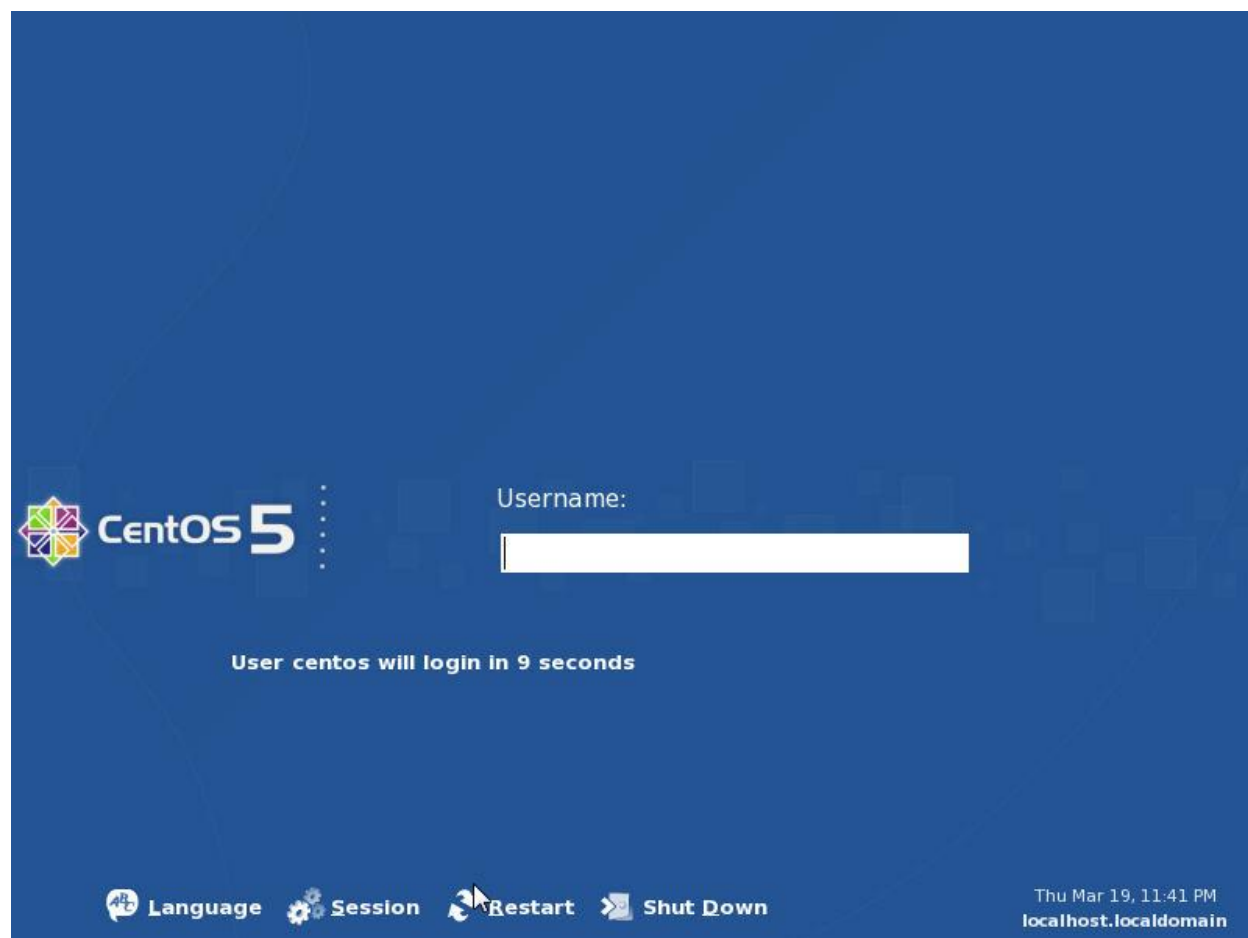 CentOS 5
Username:
User centos will login in 9 seconds
Language Session Restart Shut Down
Thu Mar 19, 11:41 PM
localhost.localdomain